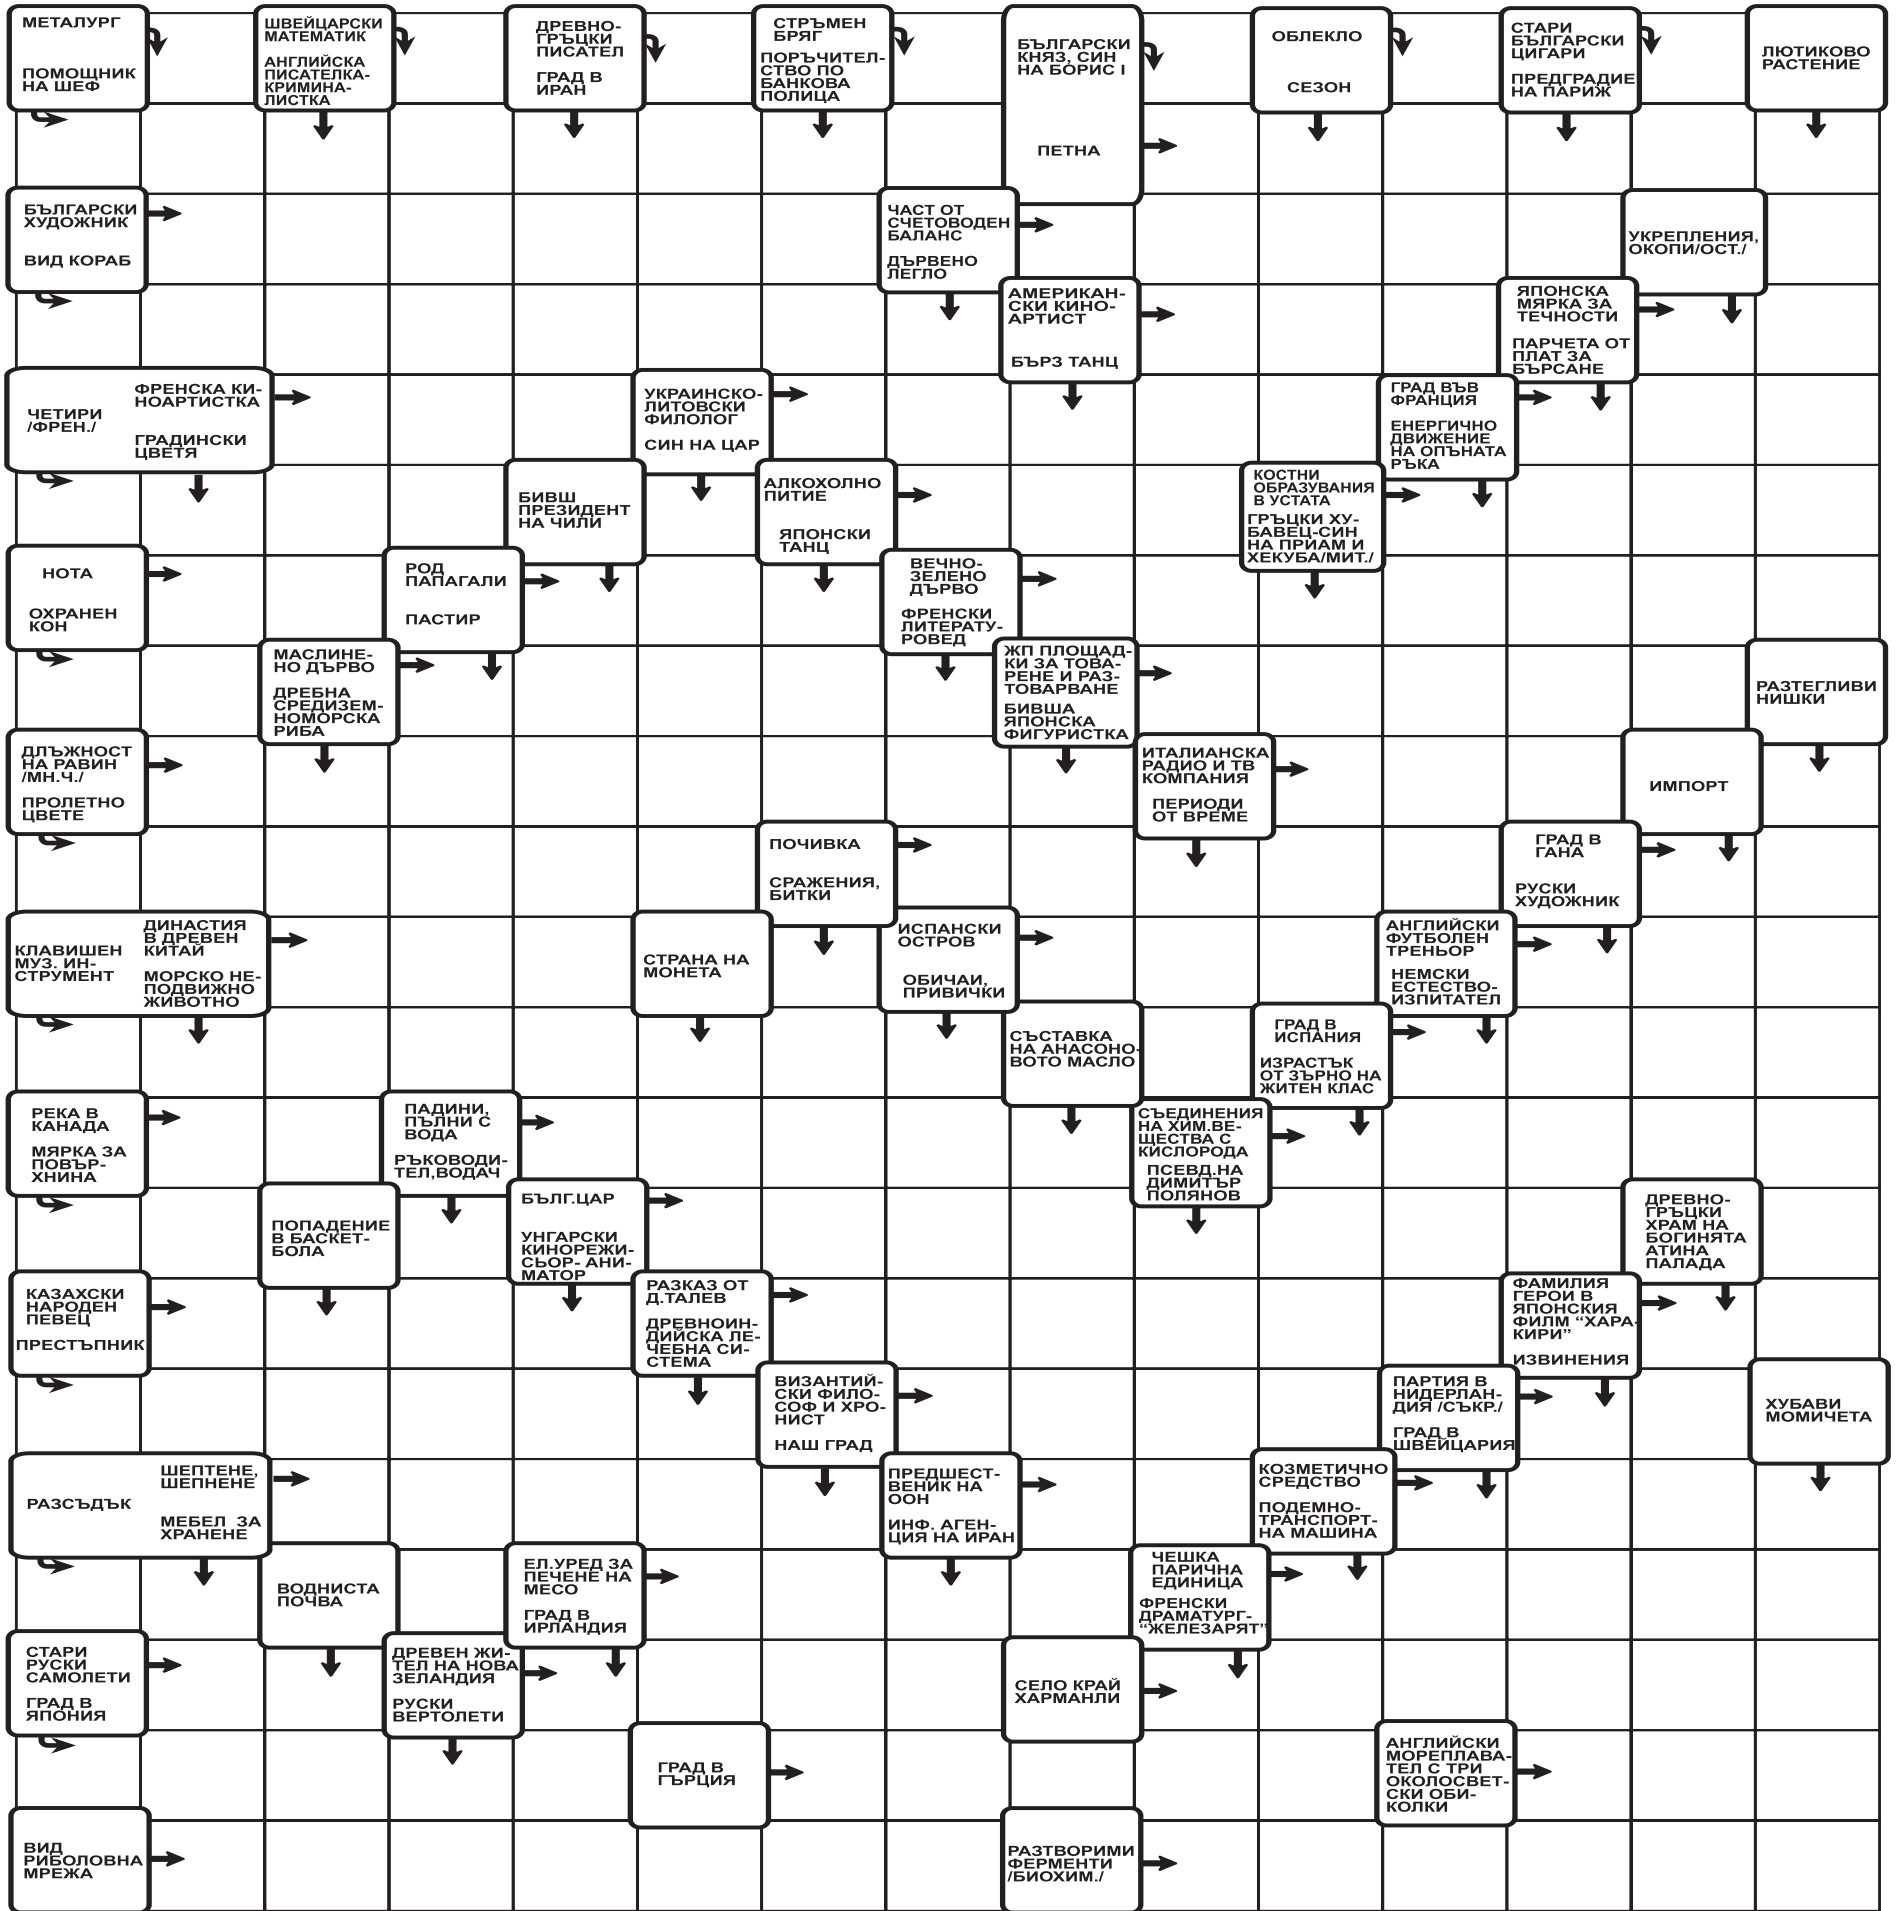 МЕТАЛУРГ
ПОМОЩНИК
НА ШЕФ
ШВЕЙЦАРСКИ
МАТЕМАТИК
АНГЛИЙСКА
ПИСАТЕЛКА-
КРИМИНА-
ЛИСТКА
ДРЕВНО-
ГРЪЦКИ
ПИСАТЕЛ
ГРАД В
ИРАН
СТРЪМЕН
БРЯГ
ПОРЪЧИТЕЛ-
СТВО ПО
БАНКОВА
ПОЛИЦА
БЪЛГАРСКИ
КНЯЗ, СИН
НА БОРИС I
ПЕТНА
ОБЛЕКЛО
СЕЗОН
СТАРИ
БЪЛГАРСКИ
ЦИГАРИ
ПРЕДГРАДИЕ
НА ПАРИЖ
ЛЮТИКОВО
РАСТЕНИЕ
БЪЛГАРСКИ
ХУДОЖНИК
ВИД КОРАБ
ЧАСТ ОТ
СЧЕТОВОДЕН
БАЛАНС
ДЪРВЕНО
ЛЕГЛО
УКРЕПЛЕНИЯ,
ОКОПИ/ОСТ./
АМЕРИКАН-
СКИ КИНО-
АРТИСТ
БЪРЗ ТАНЦ
ЯПОНСКА
МЯРКА ЗА
ТЕЧНОСТИ
ПАРЧЕТА ОТ
ПЛАТ ЗА
БЪРСАНЕ
ЧЕТИРИ
/ФРЕН./
ФРЕНСКА КИ-
НОАРТИСТКА
ГРАДИНСКИ
ЦВЕТЯ
УКРАИНСКО-
ЛИТОВСКИ
ФИЛОЛОГ
СИН НА ЦАР
ГРАД ВЪВ
ФРАНЦИЯ
ЕНЕРГИЧНО
ДВИЖЕНИЕ
НА ОПЪНАТА
РЪКА
БИВШ
ПРЕЗИДЕНТ
НА ЧИЛИ
АЛКОХОЛНО
ПИТИЕ
ЯПОНСКИ
ТАНЦ
КОСТНИ
ОБРАЗУВАНИЯ
В УСТАТА
ГРЪЦКИ ХУ-
БАВЕЦ-СИН
НА ПРИАМ И
ХЕКУБА/МИТ./
НОТА
ОХРАНЕН
КОН
РОД
ПАПАГАЛИ
ПАСТИР
ВЕЧНО-
ЗЕЛЕНО
ДЪРВО
ФРЕНСКИ
ЛИТЕРАТУ-
РОВЕД
МАСЛИНЕ-
НО ДЪРВО
ДРЕБНА
СРЕДИЗЕМ-
НОМОРСКА
РИБА
ЖП ПЛОЩАД-
КИ ЗА ТОВА-
РЕНЕ И РАЗ-
ТОВАРВАНЕ
БИВША
ЯПОНСКА
ФИГУРИСТКА
РАЗТЕГЛИВИ
НИШКИ
ДЛЪЖНОСТ
НА РАВИН
/МН.Ч./
ПРОЛЕТНО
ЦВЕТЕ
ИТАЛИАНСКА
РАДИО И ТВ
КОМПАНИЯ
ПЕРИОДИ
ОТ ВРЕМЕ
ИМПОРТ
ПОЧИВКА
СРАЖЕНИЯ,
БИТКИ
ГРАД В
ГАНА
РУСКИ
ХУДОЖНИК
КЛАВИШЕН
МУЗ. ИН-
СТРУМЕНТ
ДИНАСТИЯ
В ДРЕВЕН
КИТАЙ
МОРСКО НЕ-
ПОДВИЖНО
ЖИВОТНО
СТРАНА НА
МОНЕТА
ИСПАНСКИ
ОСТРОВ
ОБИЧАИ,
ПРИВИЧКИ
АНГЛИЙСКИ
ФУТБОЛЕН
ТРЕНЬОР
НЕМСКИ
ЕСТЕСТВО-
ИЗПИТАТЕЛ
СЪСТАВКА
НА АНАСОНО-
ВОТО МАСЛО
ГРАД В
ИСПАНИЯ
ИЗРАСТЪК
ОТ ЗЪРНО НА
ЖИТЕН КЛАС
РЕКА В
КАНАДА
МЯРКА ЗА
ПОВЪР-
ХНИНА
ПАДИНИ,
ПЪЛНИ С
ВОДА
РЪКОВОДИ-
ТЕЛ,ВОДАЧ
СЪЕДИНЕНИЯ
НА ХИМ.ВЕ-
ЩЕСТВА С
КИСЛОРОДА
ПСЕВД.НА
ДИМИТЪР
ПОЛЯНОВ
ПОПАДЕНИЕ
В БАСКЕТ-
БОЛА
БЪЛГ.ЦАР
УНГАРСКИ
КИНОРЕЖИ-
СЬОР- АНИ-
МАТОР
ДРЕВНО-
ГРЪЦКИ
ХРАМ НА
БОГИНЯТА
АТИНА
ПАЛАДА
КАЗАХСКИ
НАРОДЕН
ПЕВЕЦ
ПРЕСТЪПНИК
РАЗКАЗ ОТ
Д.ТАЛЕВ
ДРЕВНОИН-
ДИЙСКА ЛЕ-
ЧЕБНА СИ-
СТЕМА
ФАМИЛИЯ
ГЕРОИ В
ЯПОНСКИЯ
ФИЛМ “ХАРА-
КИРИ”
ИЗВИНЕНИЯ
ВИЗАНТИЙ-
СКИ ФИЛО-
СОФ И ХРО-
НИСТ
НАШ ГРАД
ПАРТИЯ В
НИДЕРЛАН-
ДИЯ /СЪКР./
ГРАД В
ШВЕЙЦАРИЯ
ХУБАВИ
МОМИЧЕТА
РАЗСЪДЪК
ШЕПТЕНЕ,
ШЕПНЕНЕ
МЕБЕЛ ЗА
ХРАНЕНЕ
ПРЕДШЕСТ-
ВЕНИК НА
ООН
ИНФ. АГЕН-
ЦИЯ НА ИРАН
КОЗМЕТИЧНО
СРЕДСТВО
ПОДЕМНО-
ТРАНСПОРТ-
НА МАШИНА
ВОДНИСТА
ПОЧВА
ЕЛ.УРЕД ЗА
ПЕЧЕНЕ НА
МЕСО
ГРАД В
ИРЛАНДИЯ
ЧЕШКА
ПАРИЧНА
ЕДИНИЦА
ФРЕНСКИ
ДРАМАТУРГ-
“ЖЕЛЕЗАРЯТ”
СТАРИ
РУСКИ
САМОЛЕТИ
ГРАД В
ЯПОНИЯ
ДРЕВЕН ЖИ-
ТЕЛ НА НОВА
ЗЕЛАНДИЯ
РУСКИ
ВЕРТОЛЕТИ
СЕЛО КРАЙ
ХАРМАНЛИ
ГРАД В
ГЪРЦИЯ
АНГЛИЙСКИ
МОРЕПЛАВА-
ТЕЛ С ТРИ
ОКОЛОСВЕТ-
СКИ ОБИ-
КОЛКИ
ВИД
РИБОЛОВНА
МРЕЖА
РАЗТВОРИМИ
ФЕРМЕНТИ
/БИОХИМ./